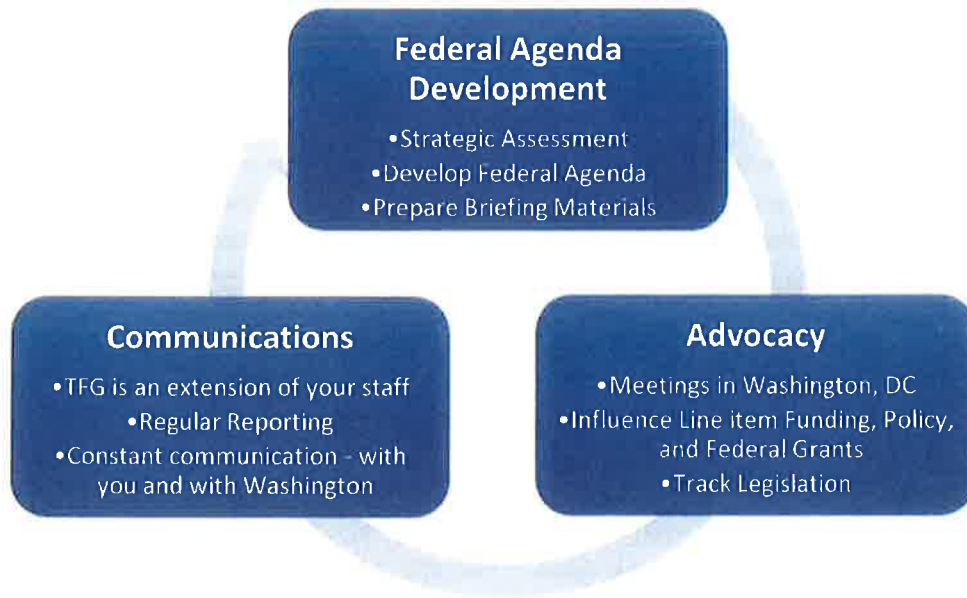 Federal Agenda
Development
•Strategic Assessment
•Develop Federal Agenda
•Prepare Briefing Materials
Communications
•TFG is an extension of your staff
•Regular Reporting
•Constant communication - with
you and with Washington
Advocacy
•Meetings in Washington, DC
•Influence Line item Funding, Policy,
and Federal Grants
•Track Legislation